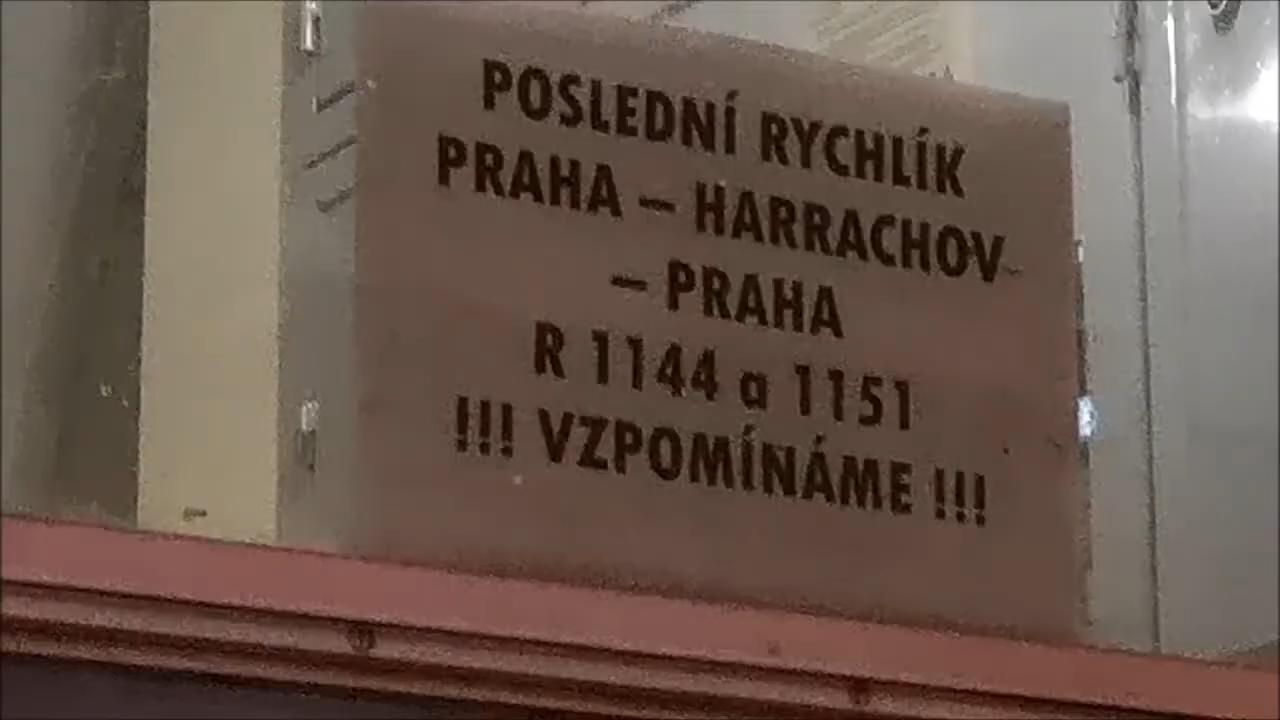 POSLEDNÍ RYCHLÍK
PRAHA – HARRACHOV
– PRAHA
R 1144 a 1151
!!! VZPOMÍNÁME !!!